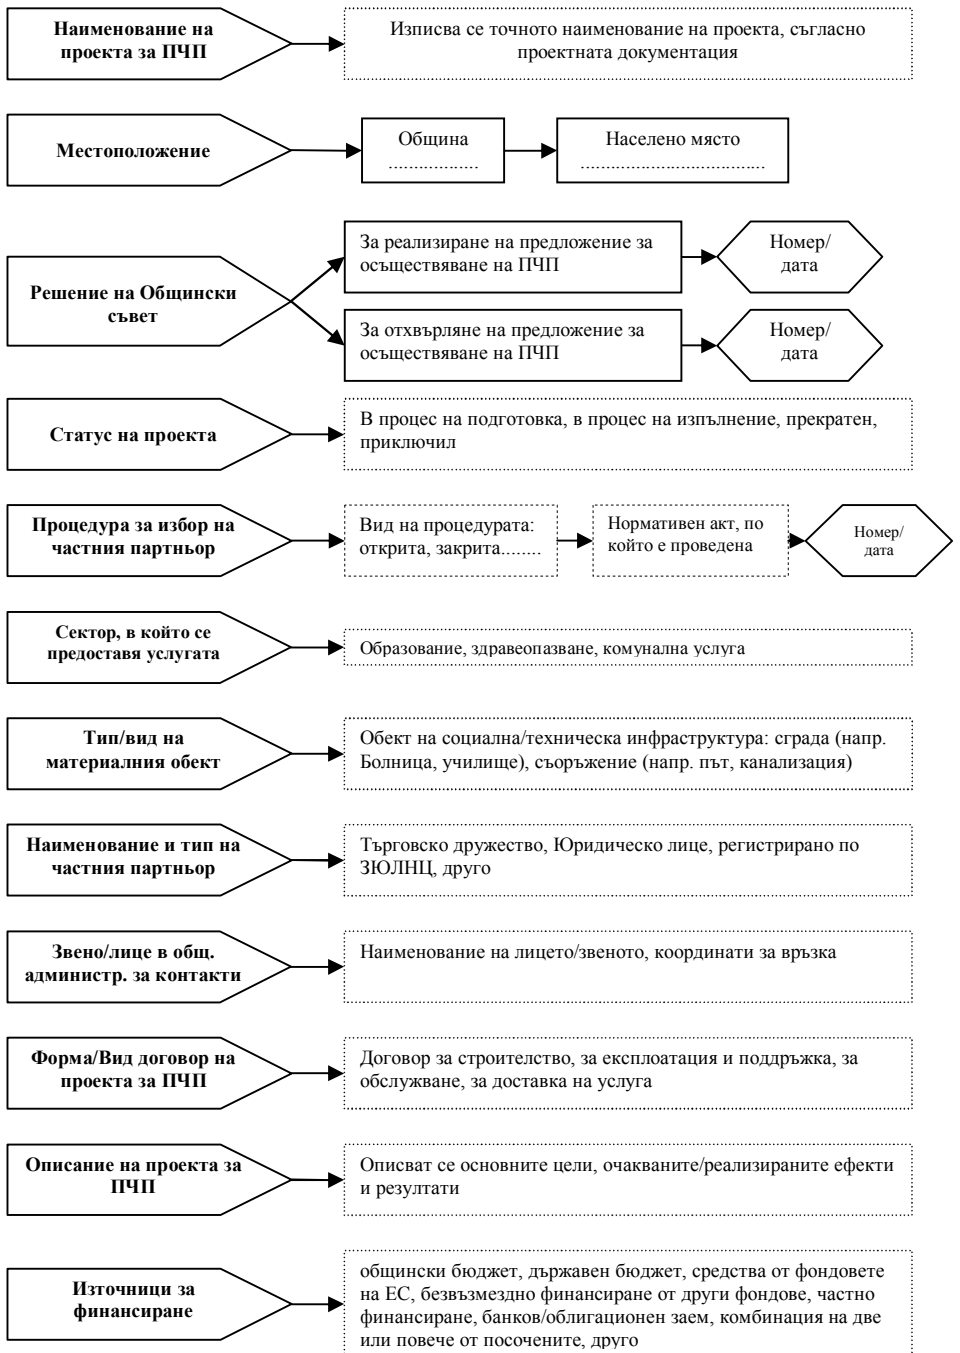 Наименование на
проекта за ПЧП
Изписва се точното наименование на проекта, съгласно
проектната документация
Местоположение
Община
.................
Населено място
...................................
Решение на Общински
съвет
За реализиране на предложение за
осъществяване на ПЧП
Номер/
дата
За отхвърляне на предложение за
осъществяване на ПЧП
Номер/
дата
Статус на проекта
В процес на подготовка, в процес на изпълнение, прекратен,
приключил
Процедура за избор на
частния партньор
Вид на процедурата:
открита, закрита........
Нормативен акт, по
който е проведена
Номер/
дата
Сектор, в който се
предоставя услугата
Образование, здравеопазване, комунална услуга
Тип/вид на
материалния обект
Обект на социална/техническа инфраструктура: сграда (напр.
Болница, училище), съоръжение (напр. път, канализация)
Наименование и тип на
частния партньор
Търговско дружество, Юридическо лице, регистрирано по
ЗЮЛНЦ, друго
Звено/лице в общ.
администр. за контакти
Наименование на лицето/звеното, координати за връзка
Форма/Вид договор на
проекта за ПЧП
Договор за строителство, за експлоатация и поддръжка, за
обслужване, за доставка на услуга
Описание на проекта за
ПЧП
Описват се основните цели, очакваните/реализираните ефекти
и резултати
Източници за
финансиране
общински бюджет, държавен бюджет, средства от фондовете
на ЕС, безвъзмездно финансиране от други фондове, частно
финансиране, банков/облигационен заем, комбинация на две
или повече от посочените, друго